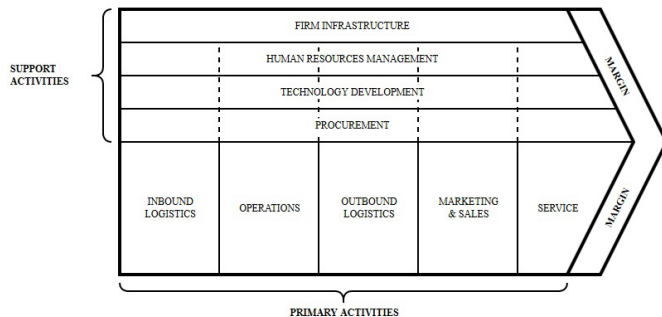 FIRM INFRASTRUCTURE
HUMAN RESOURCES MANAGEMENT
SUPPORT
ACTIVITIES
TECHNOLOGY DEVELOPMENT
PROCUREMENT
MARGIN
INBOUND
LOGISTICS
OPERATIONS
OUTBOUND
LOGISTICS
MARKETING
& SALES
SERVICE
MARGIN
PRIMARY ACTIVITIES